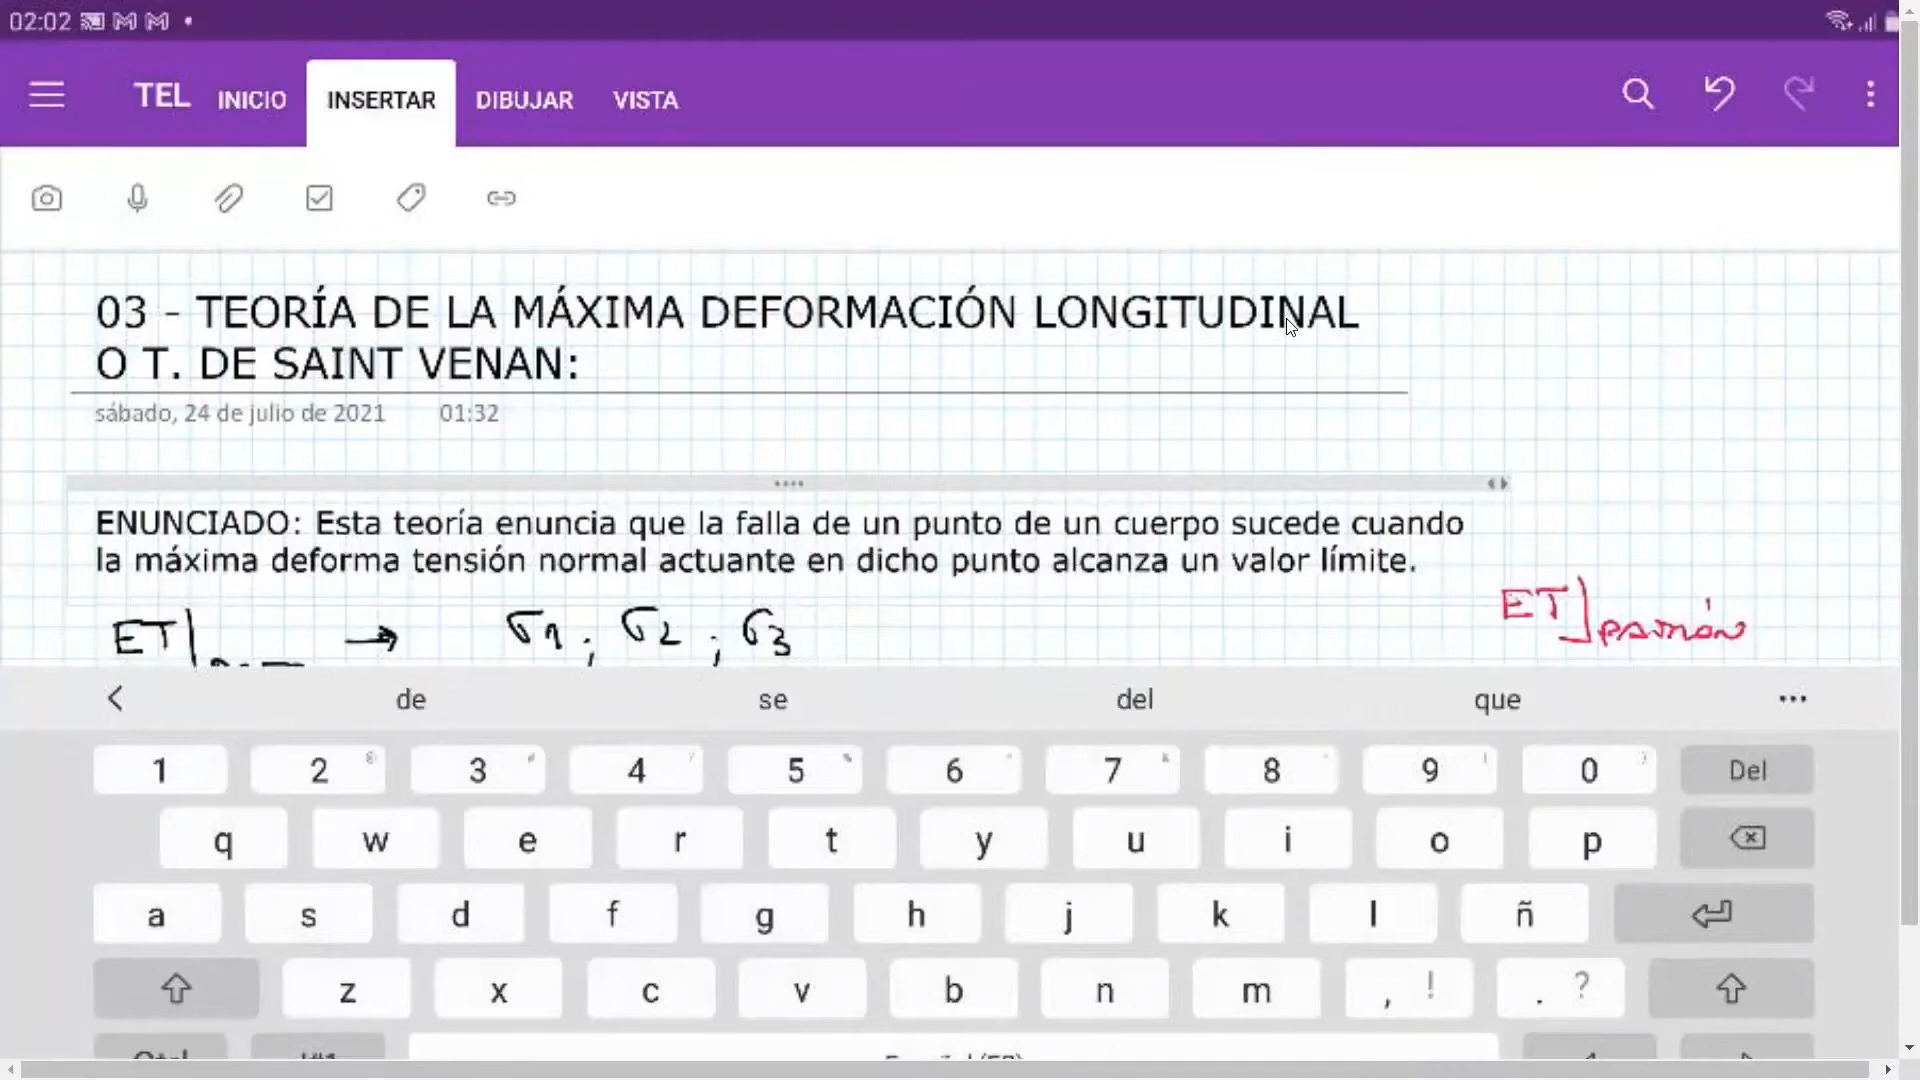 02:02
TEL INICIO INSERTAR DIBUJAR VISTA
03 - TEORÍA DE LA MÁXIMA DEFORMACIÓN LONGITUDINAL
O T. DE SAINT VENAN:
sábado, 24 de julio de 2021 01:32
ENUNCIADO: Esta teoría enuncia que la falla de un punto de un cuerpo sucede cuando
la máxima deforma tensión normal actuante en dicho punto alcanza un valor límite.
ET]PATRÓN
ET| → σ1 ; σ2 ; σ3
de se del que ...
1 2 3 4 5 6 7 8 9 0 Del
q w e r t y u i o p
a s d f g h j k l ñ
z x c v b n m , ! . ?